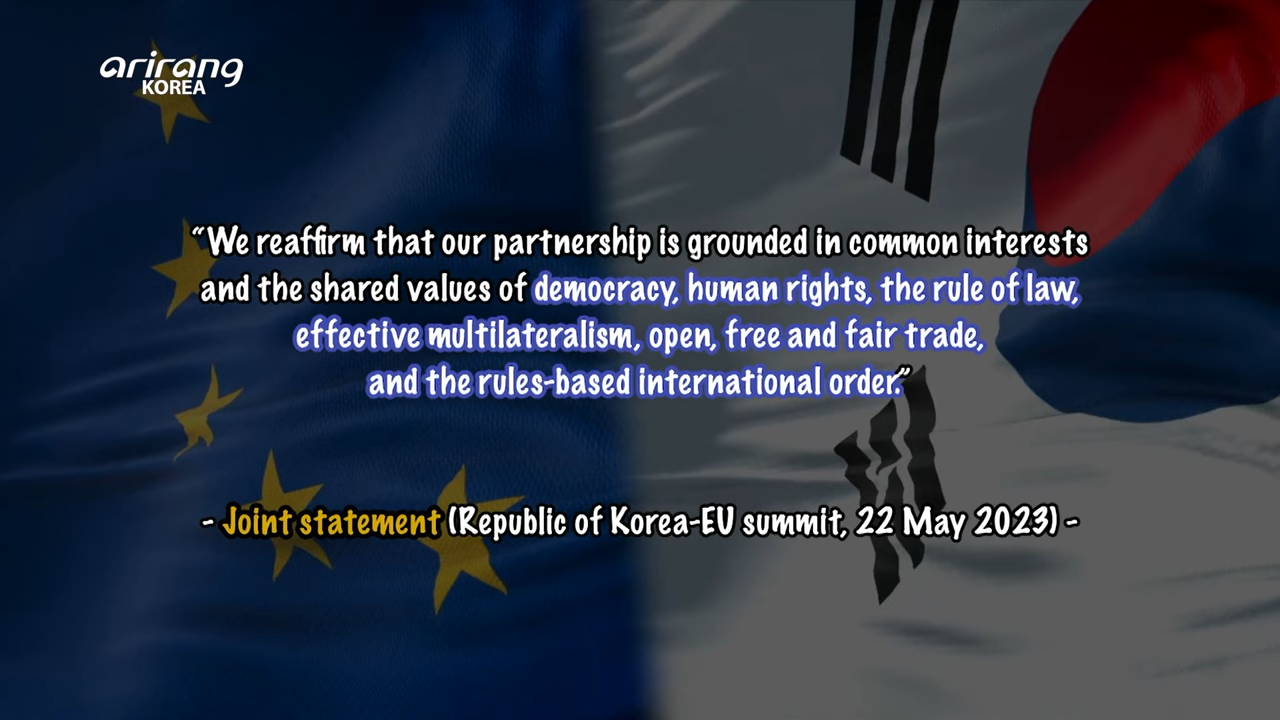 arirang
KOREA
“We reaffirm that our partnership is grounded in common interests
and the shared values of democracy, human rights, the rule of law,
effective multilateralism, open, free and fair trade,
and the rules-based international order.”
- Joint statement (Republic of Korea-EU summit, 22 May 2023) -